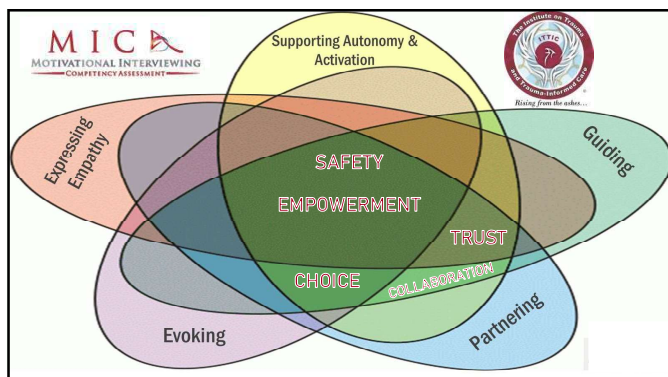 MICA
MOTIVATIONAL INTERVIEWING
COMPETENCY ASSESSMENT
Supporting Autonomy &
Activation
The Institute on Trauma
and Trauma-Informed Care
ITTIC
Rising from the ashes...
Expressing
Empathy
Guiding
SAFETY
EMPOWERMENT
TRUST
CHOICE
COLLABORATION
Evoking
Partnering